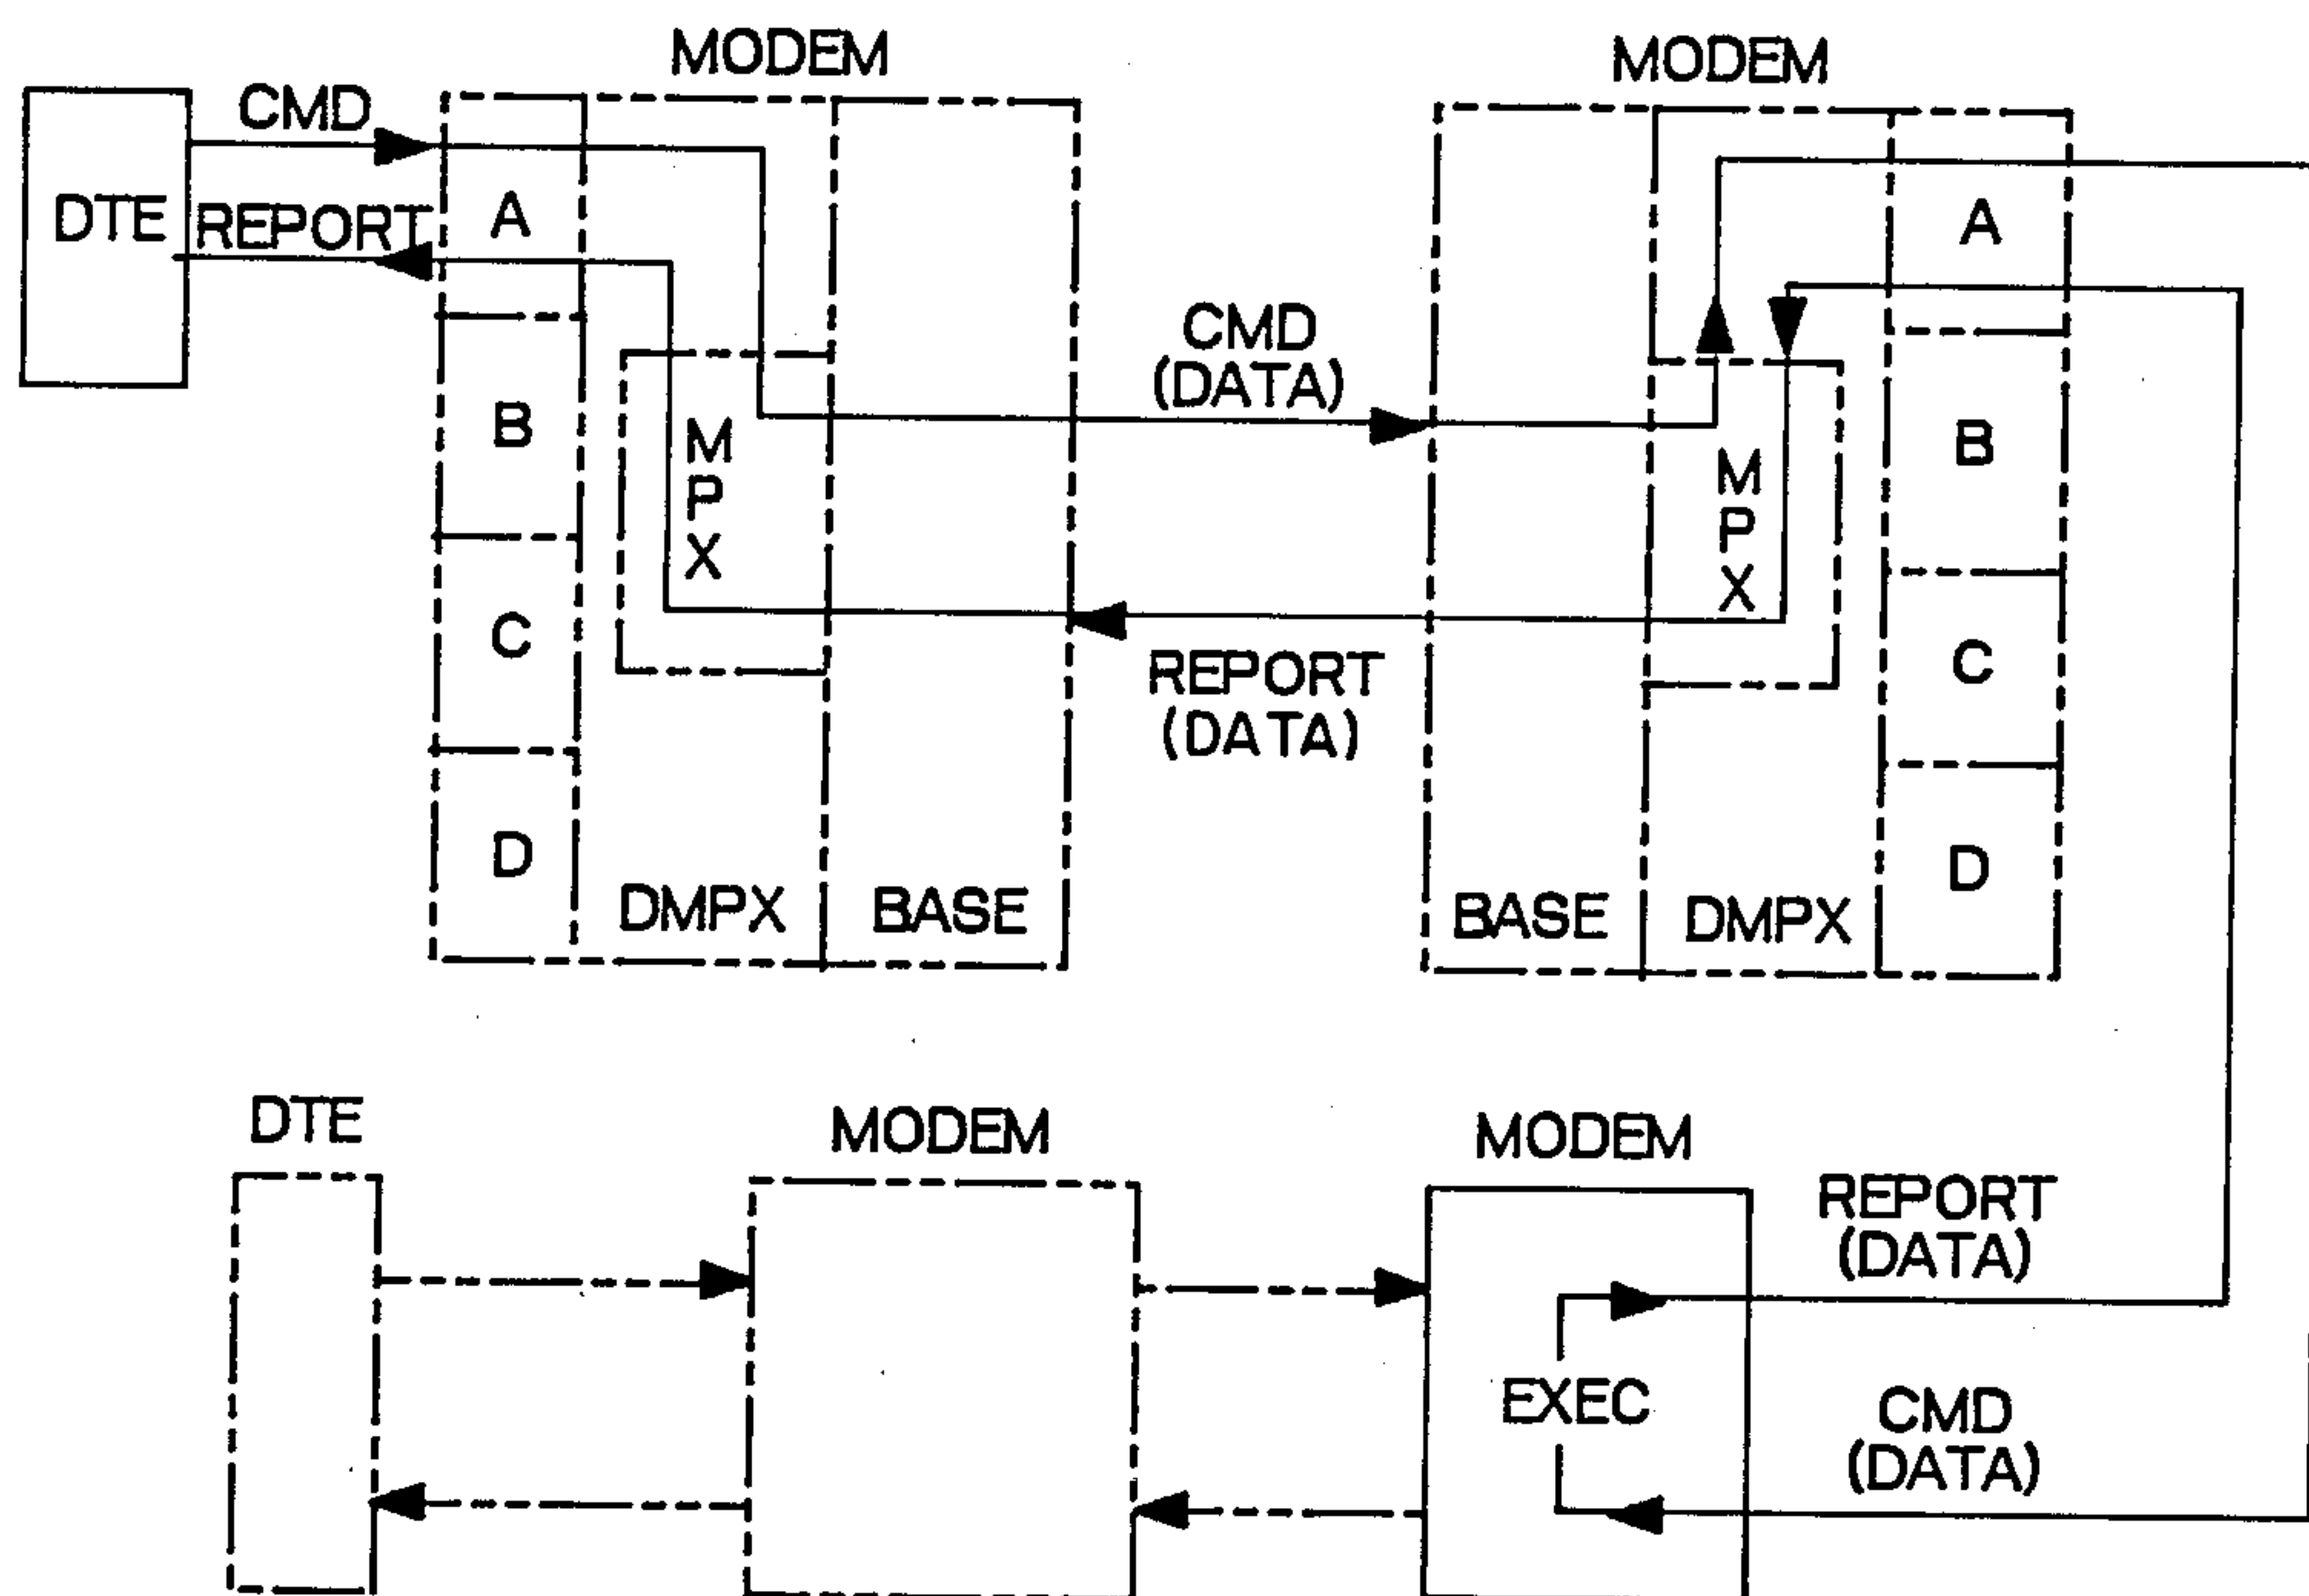 MODEM
MODEM
CMD
DTE
REPORT
A
A
B
B
CMD
(DATA)
M
P
X
M
P
X
C
C
REPORT
(DATA)
D
D
DMPX
BASE
BASE
DMPX
DTE
MODEM
MODEM
REPORT
(DATA)
EXEC
CMD
(DATA)